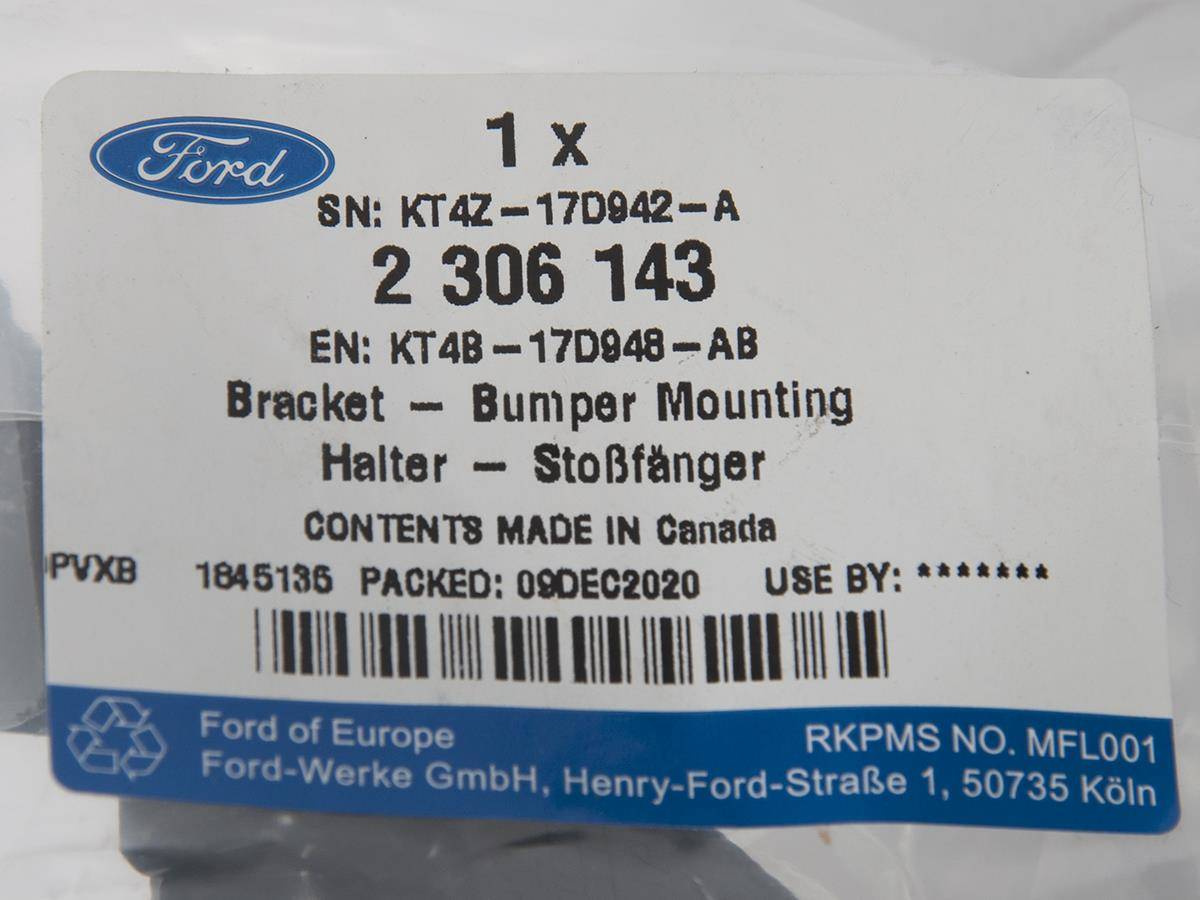 Ford
1 x
SN: KT4Z-17D942-A
2 306 143
EN: KT4B-17D948-AB
Bracket - Bumper Mounting
Halter - Stoßfänger
CONTENTS MADE IN Canada
PVXB 1845136 PACKED: 09DEC2020 USE BY: *******
Ford of Europe RKPMS NO. MFL001
Ford-Werke GmbH, Henry-Ford-Straße 1, 50735 Köln